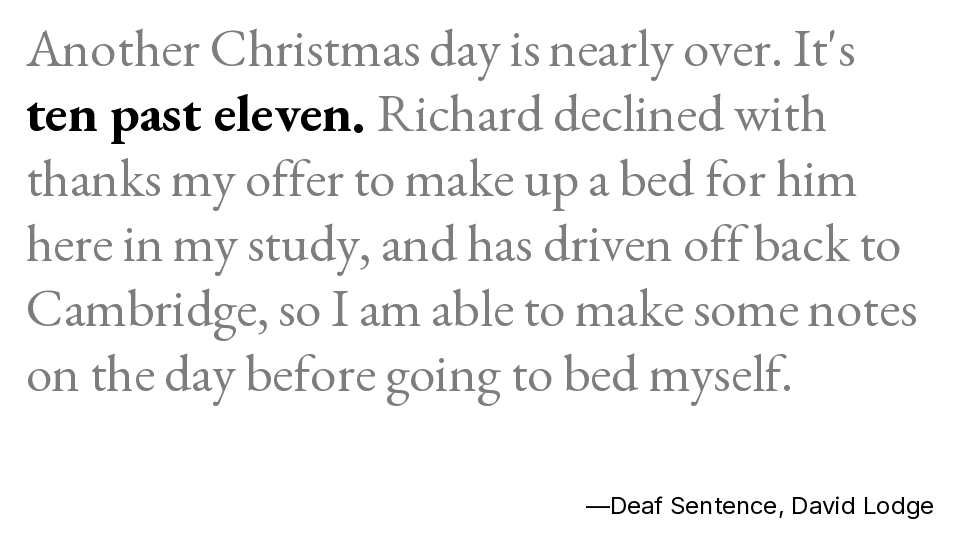 Another Christmas day is nearly over. It's
ten past eleven. Richard declined with
thanks my offer to make up a bed for him
here in my study, and has driven off back to
Cambridge, so I am able to make some notes
on the day before going to bed myself.
—Deaf Sentence, David Lodge